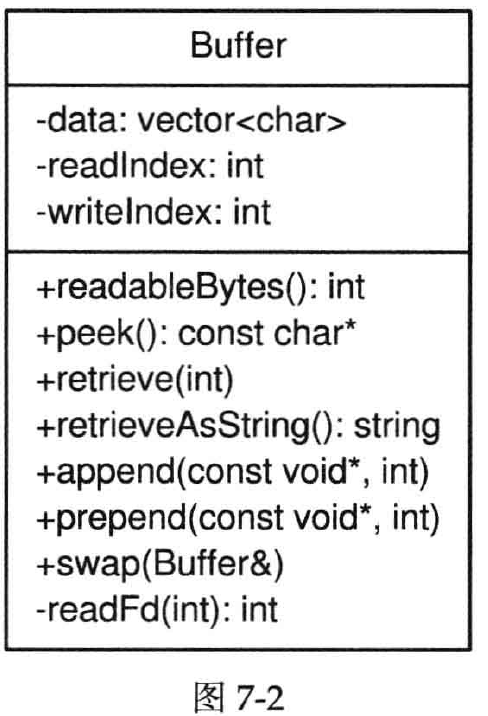 Buffer
-data: vector<char>
-readIndex: int
-writeIndex: int
+readableBytes(): int
+peek(): const char*
+retrieve(int)
+retrieveAsString(): string
+append(const void*, int)
+prepend(const void*, int)
+swap(Buffer&)
-readFd(int): int
图 7-2